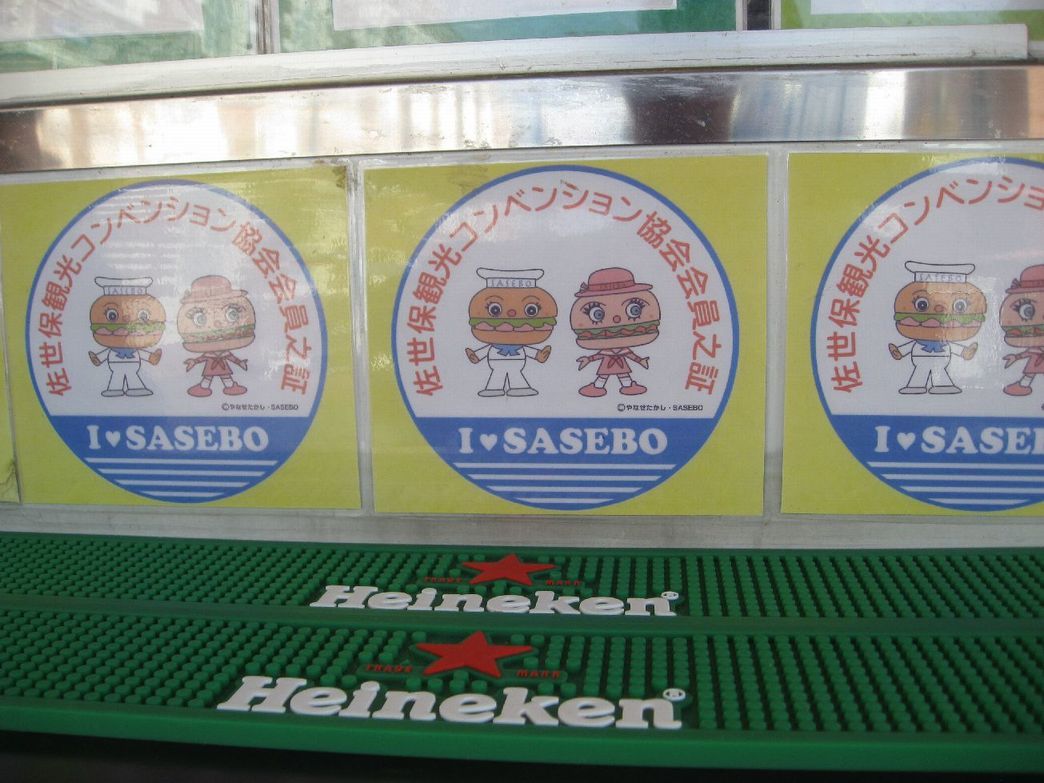 佐世保観光コンベンション協会会員之証
SASEBO
©やなせたかし・SASEBO
I♥SASEBO
佐世保観光コンベンション協会会員之証
SASEBO
©やなせたかし・SASEBO
I♥SASEBO
佐世保観光コンベンション協会
SASEBO
I♥SASE
TRADE MARK
Heineken®
TRADE MARK
Heineken®